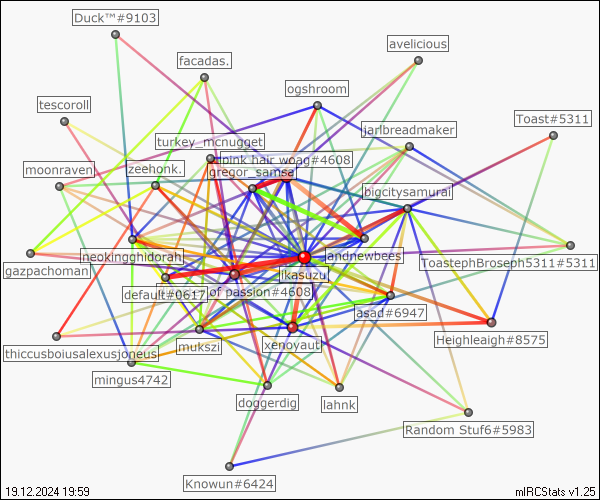 Duck™#9103
avelicious
facadas.
ogshroom
tescoroll
Toast#5311
jarlbreadmaker
turkey_mcnugget
pink hair woag#4608
moonraven
zeehonk.
gregor_samsa
bigcitysamurai
neokingghidorah
andnewbees
ToastephBroseph5311#5311
gazpachoman
likasuzu
default#0617
of passion#4608
asad#6947
Heighleaigh#8575
thiccusboiusalexusjoneus
mukszi
xenoyaut
mingus4742
doggerdig
lahnk
Random Stuf6#5983
Knowun#6424
19.12.2024 19:59
mIRCStats v1.25